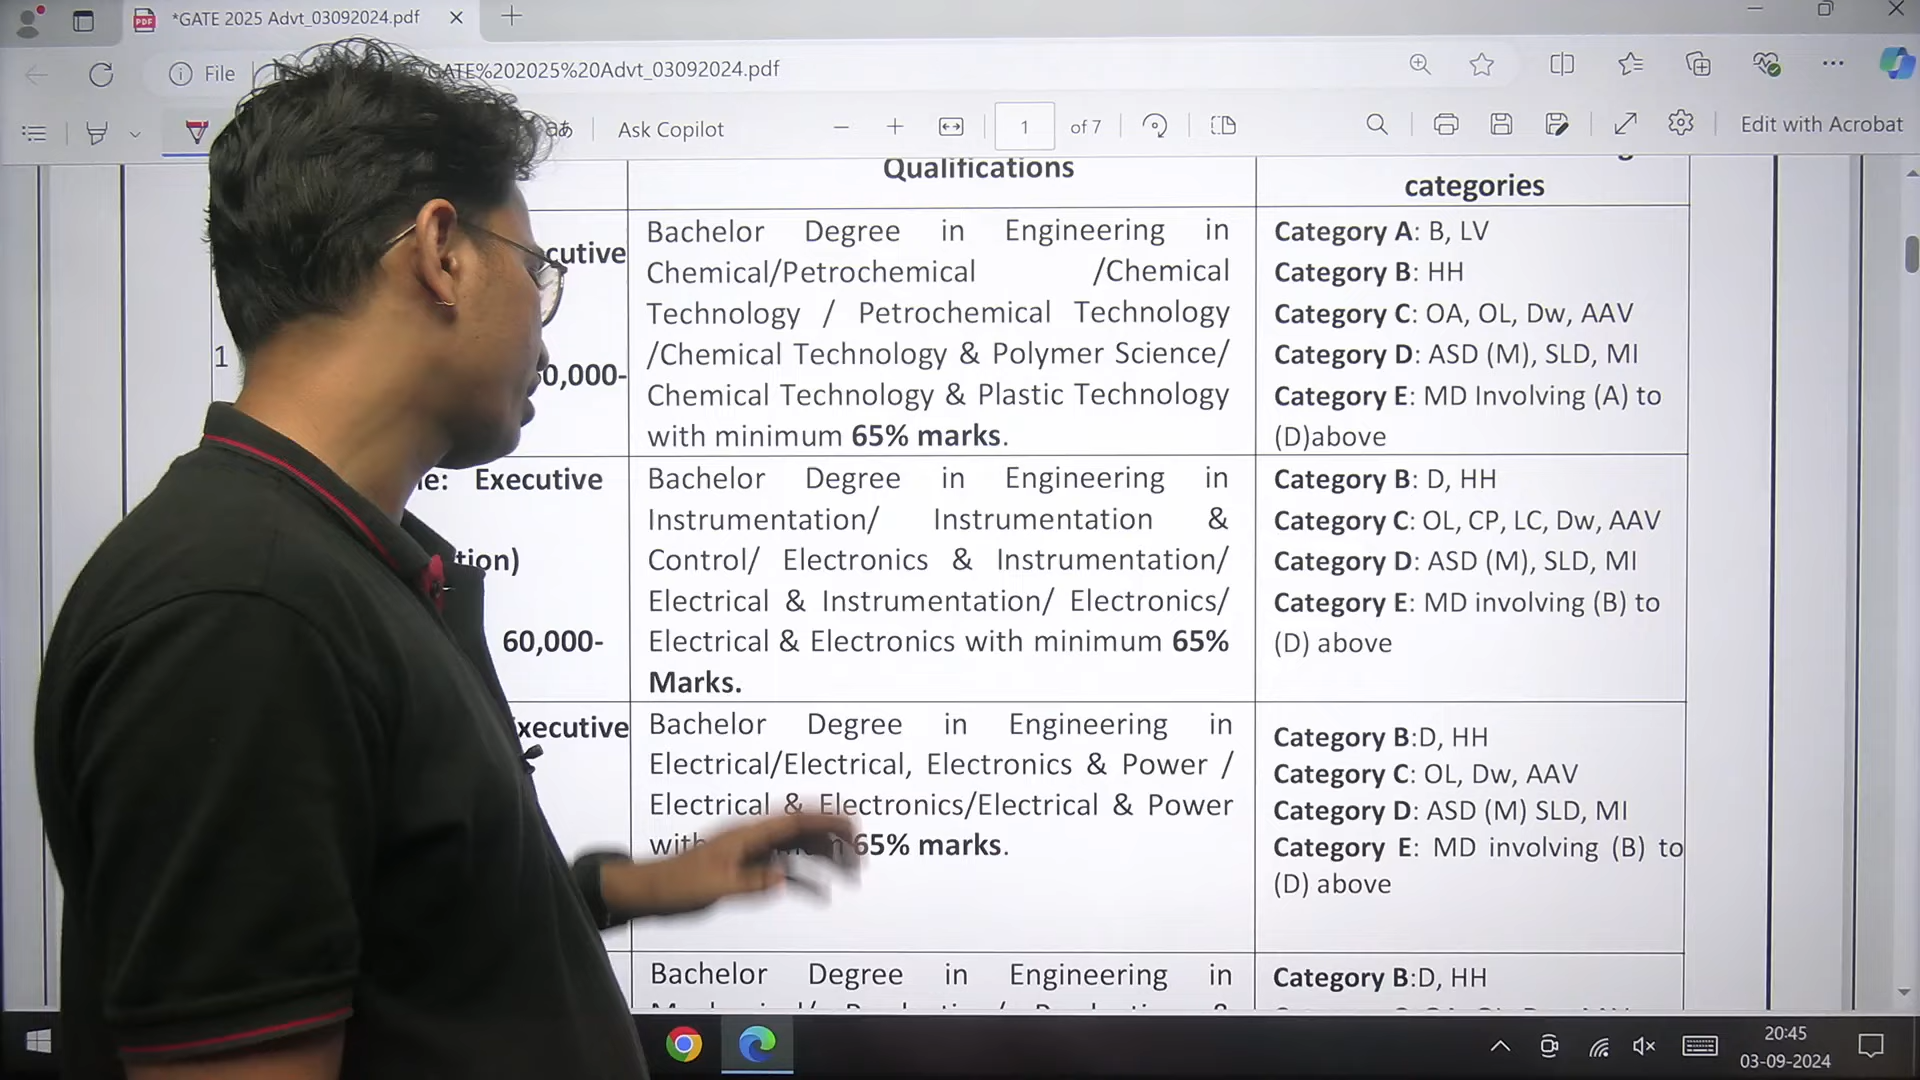 *GATE 2025 Advt_03092024.pdf
File
GATE%202025%20Advt_03092024.pdf
aあ
Ask Copilot
1
of 7
Edit with Acrobat
Qualifications
categories
1
cutive
0,000-
Bachelor Degree in Engineering in
Chemical/Petrochemical /Chemical
Technology / Petrochemical Technology
/Chemical Technology & Polymer Science/
Chemical Technology & Plastic Technology
with minimum 65% marks.
Category A: B, LV
Category B: HH
Category C: OA, OL, Dw, AAV
Category D: ASD (M), SLD, MI
Category E: MD Involving (A) to
(D)above
ne: Executive
tion)
60,000-
Bachelor Degree in Engineering in
Instrumentation/ Instrumentation &
Control/ Electronics & Instrumentation/
Electrical & Instrumentation/ Electronics/
Electrical & Electronics with minimum 65%
Marks.
Category B: D, HH
Category C: OL, CP, LC, Dw, AAV
Category D: ASD (M), SLD, MI
Category E: MD involving (B) to
(D) above
xecutive
Bachelor Degree in Engineering in
Electrical/Electrical, Electronics & Power /
Electrical & Electronics/Electrical & Power
with 65% marks.
Category B:D, HH
Category C: OL, Dw, AAV
Category D: ASD (M) SLD, MI
Category E: MD involving (B) to
(D) above
Bachelor Degree in Engineering in
Category B:D, HH
20:45
03-09-2024